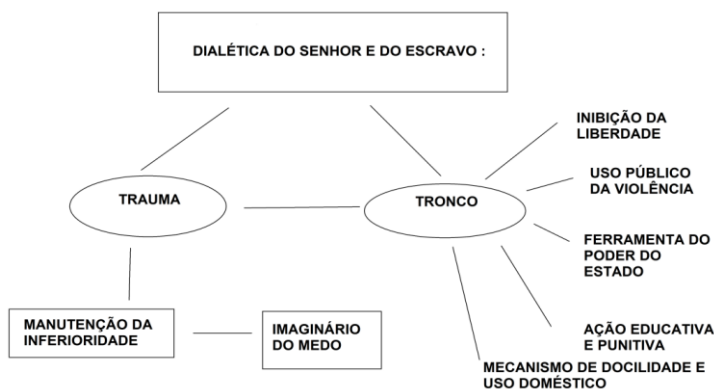 DIALÉTICA DO SENHOR E DO ESCRAVO :
TRAUMA
TRONCO
INIBIÇÃO DA
LIBERDADE
USO PÚBLICO
DA VIOLÊNCIA
FERRAMENTA DO
PODER DO
ESTADO
AÇÃO EDUCATIVA
E PUNITIVA
MECANISMO DE DOCILIDADE E
USO DOMÉSTICO
MANUTENÇÃO DA
INFERIORIDADE
IMAGINÁRIO
DO MEDO